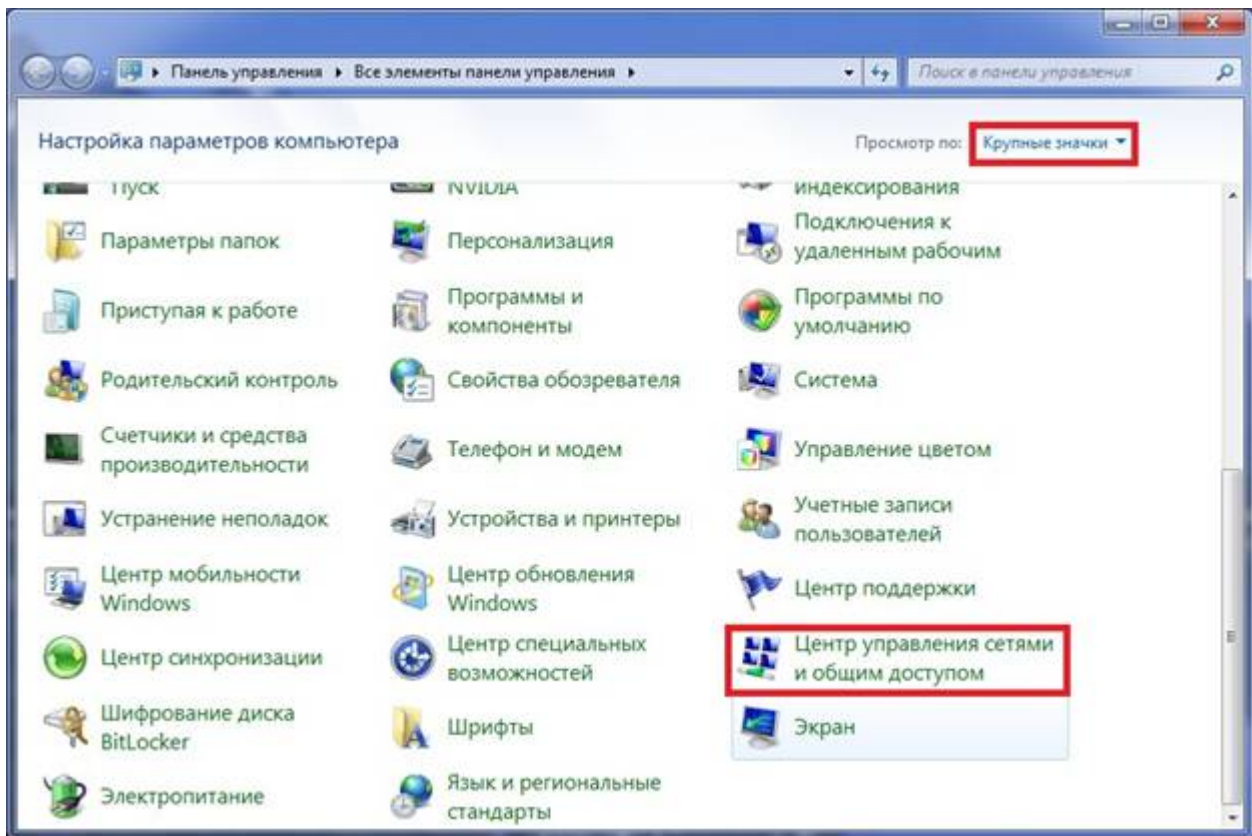 Панель управления ▸ Все элементы панели управления ▸
Поиск в панели управления
Настройка параметров компьютера
Просмотр по: Крупные значки
Пуск
NVIDIA
индексирования
Параметры папок
Персонализация
Подключения к
удаленным рабочим
Приступая к работе
Программы и
компоненты
Программы по
умолчанию
Родительский контроль
Свойства обозревателя
Система
Счетчики и средства
производительности
Телефон и модем
Управление цветом
Устранение неполадок
Устройства и принтеры
Учетные записи
пользователей
Центр мобильности
Windows
Центр обновления
Windows
Центр поддержки
Центр синхронизации
Центр специальных
возможностей
Центр управления сетями
и общим доступом
Шифрование диска
BitLocker
Шрифты
Экран
Электропитание
Язык и региональные
стандарты